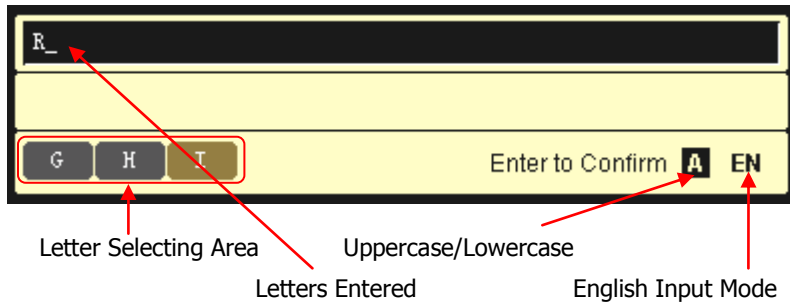 R_
G H I Enter to Confirm A EN
Letter Selecting Area Uppercase/Lowercase
Letters Entered English Input Mode